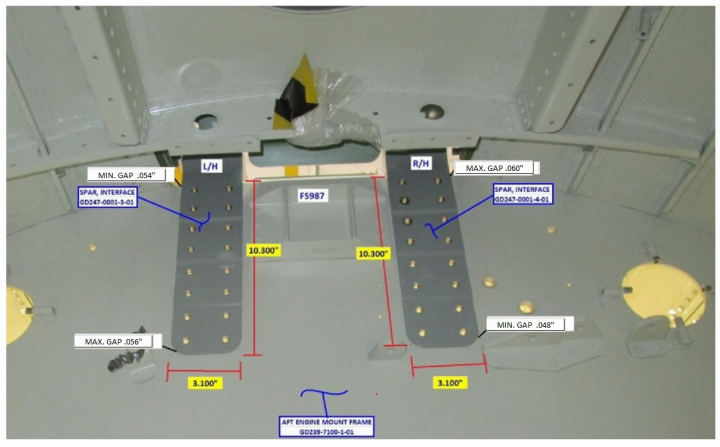 L/H
R/H
MIN. GAP .054"
MAX. GAP .060"
SPAR, INTERFACE
GD247-0001-3-01
FS987
SPAR, INTERFACE
GD247-0001-4-01
10.300"
10.300"
MAX. GAP .056"
MIN. GAP .048"
3.100"
3.100"
AFT ENGINE MOUNT FRAME
GD239-7100-1-01